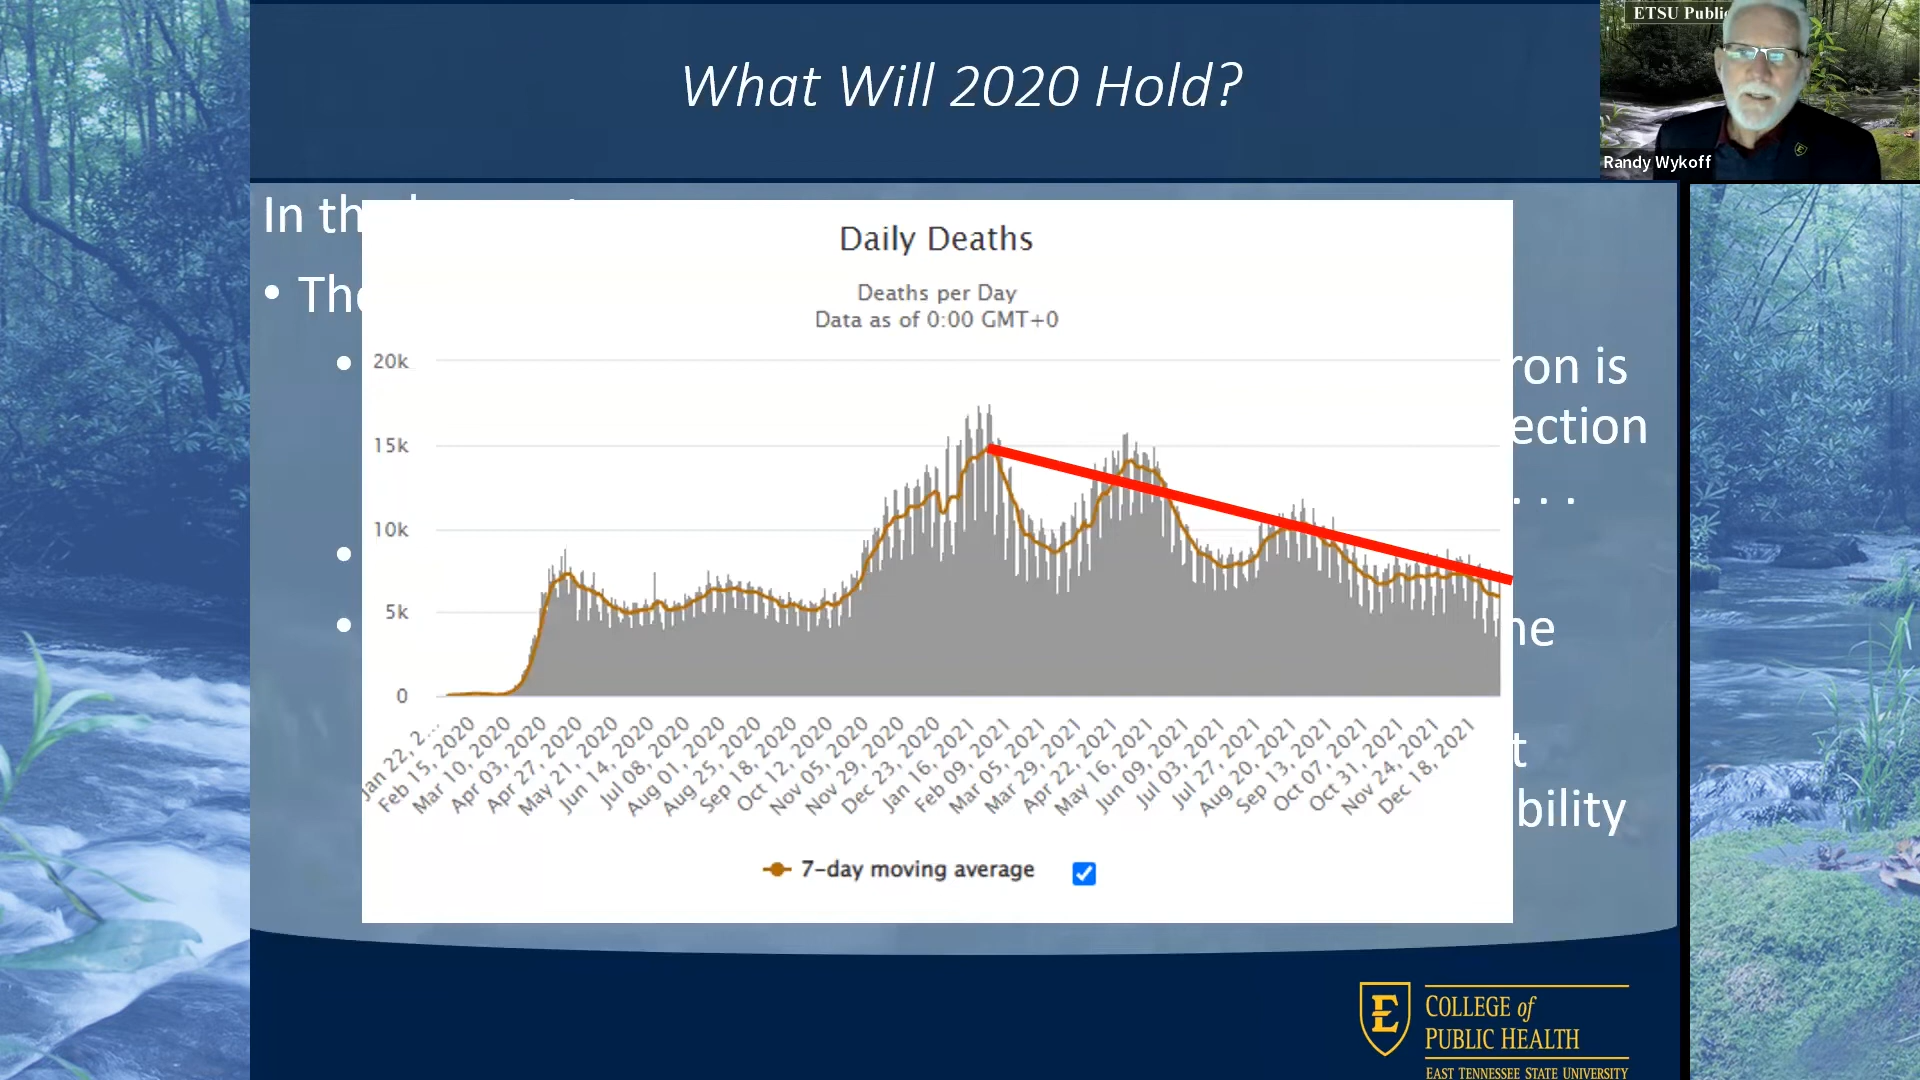 What Will 2020 Hold?
ETSU Public
Randy Wykoff
In th
• The
ron is
ection
. . .
ne
t
bility
Daily Deaths
Deaths per Day
Data as of 0:00 GMT+0
20k
15k
10k
5k
0
Jan 22, 2...
Feb 15, 2020
Mar 10, 2020
Apr 03, 2020
Apr 27, 2020
May 21, 2020
Jun 14, 2020
Jul 08, 2020
Aug 01, 2020
Aug 25, 2020
Sep 18, 2020
Oct 12, 2020
Nov 05, 2020
Nov 29, 2020
Dec 23, 2020
Jan 16, 2021
Feb 09, 2021
Mar 05, 2021
Mar 29, 2021
Apr 22, 2021
May 16, 2021
Jun 09, 2021
Jul 03, 2021
Jul 27, 2021
Aug 20, 2021
Sep 13, 2021
Oct 07, 2021
Oct 31, 2021
Nov 24, 2021
Dec 18, 2021
7-day moving average
E
COLLEGE of
PUBLIC HEALTH
EAST TENNESSEE STATE UNIVERSITY